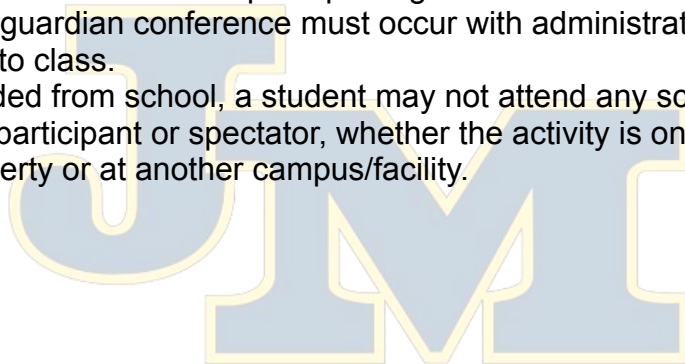 guardian conference must occur with administrat
to class.
ded from school, a student may not attend any sc
participant or spectator, whether the activity is on
erty or at another campus/facility.
JM